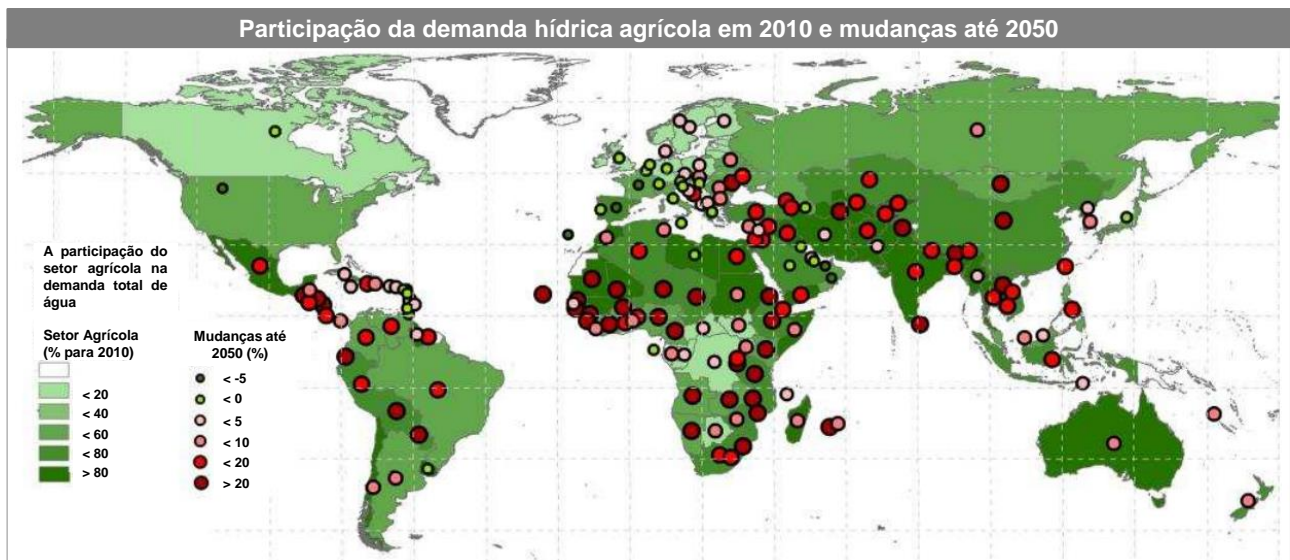 Participação da demanda hídrica agrícola em 2010 e mudanças até 2050
A participação do
setor agrícola na
demanda total de
água
Setor Agrícola
(% para 2010)
< 20
< 40
< 60
< 80
> 80
Mudanças até
2050 (%)
< -5
< 0
< 5
< 10
< 20
> 20